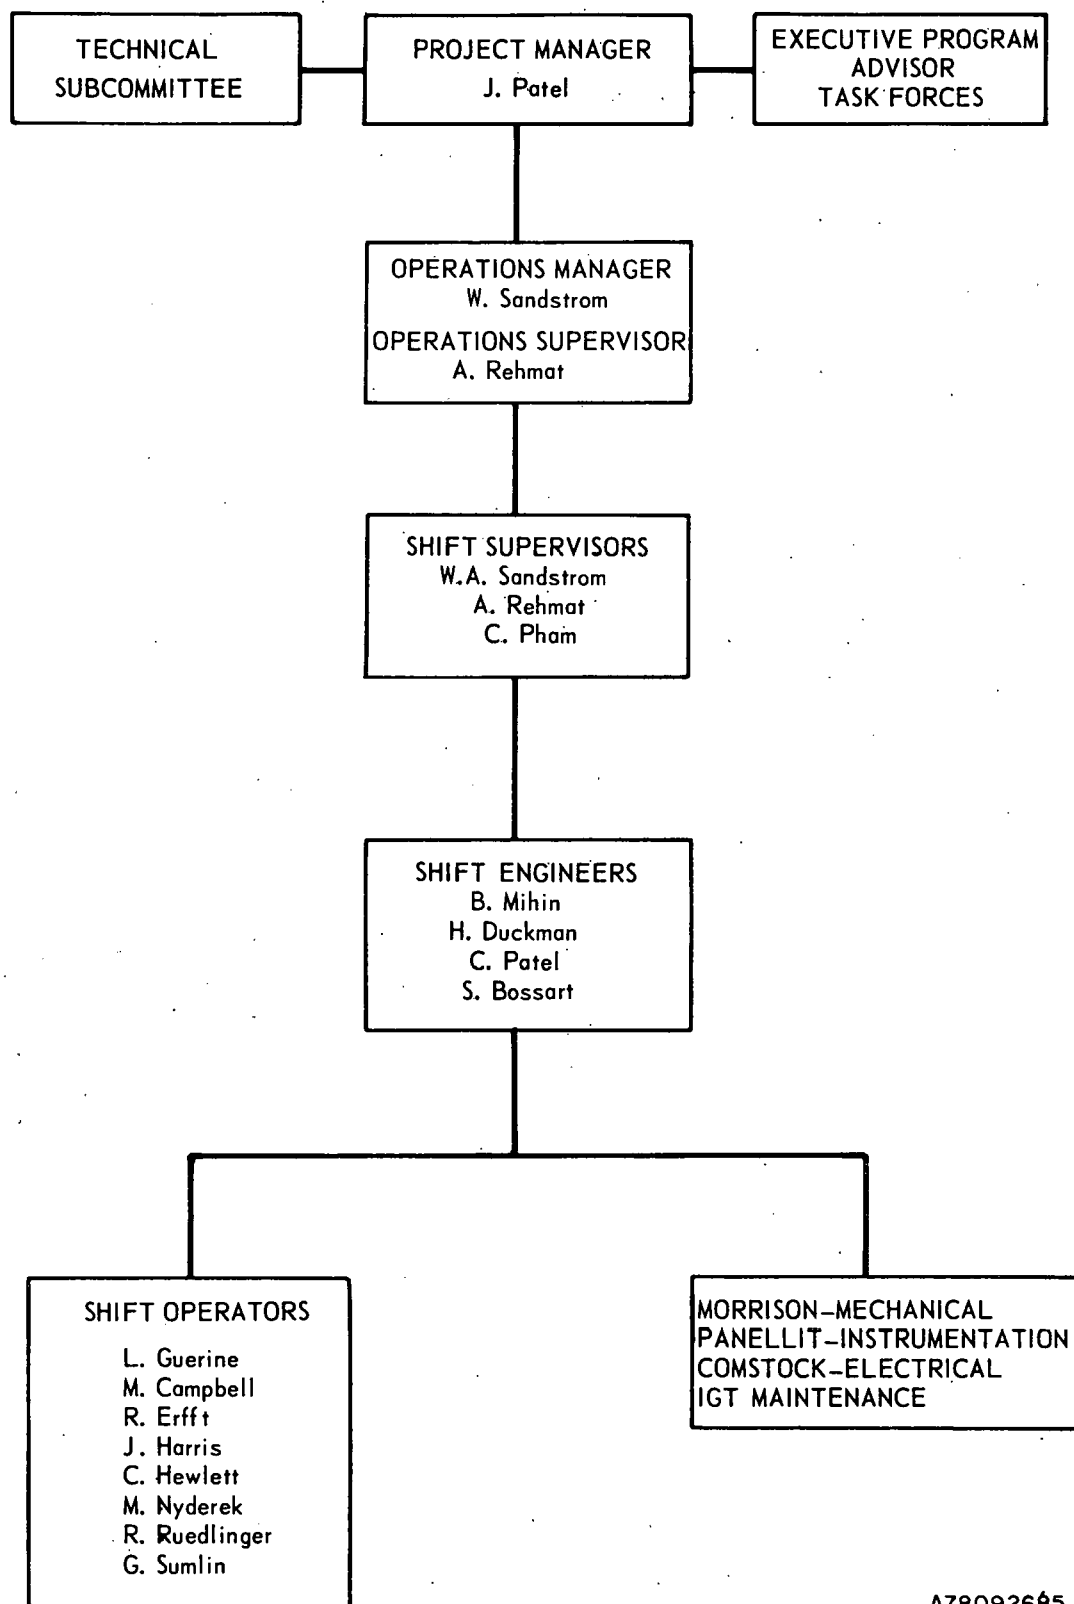 TECHNICAL
SUBCOMMITTEE
PROJECT MANAGER
J. Patel
EXECUTIVE PROGRAM
ADVISOR
TASK FORCES
OPERATIONS MANAGER
W. Sandstrom
OPERATIONS SUPERVISOR
A. Rehmat
SHIFT SUPERVISORS
W.A. Sandstrom
A. Rehmat
C. Pham
SHIFT ENGINEERS
B. Mihin
H. Duckman
C. Patel
S. Bossart
SHIFT OPERATORS
L. Guerine
M. Campbell
R. Erfft
J. Harris
C. Hewlett
M. Nyderek
R. Ruedlinger
G. Sumlin
MORRISON-MECHANICAL
PANELLIT-INSTRUMENTATION
COMSTOCK-ELECTRICAL
IGT MAINTENANCE